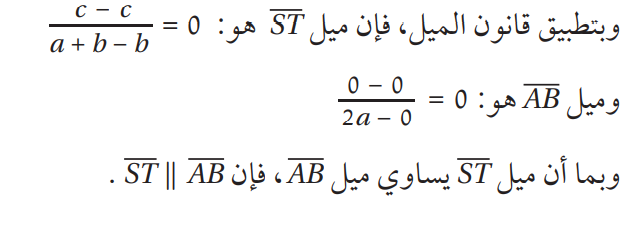 وبتطبيق قانون الميل، فإن ميل $\overline{ST}$ هو: $\frac{c - c}{a + b - b} = 0$
وميل $\overline{AB}$ هو: $\frac{0 - 0}{2a - 0} = 0$
وبما أن ميل $\overline{ST}$ يساوي ميل $\overline{AB}$، فإن $\overline{ST} \parallel \overline{AB}$ .